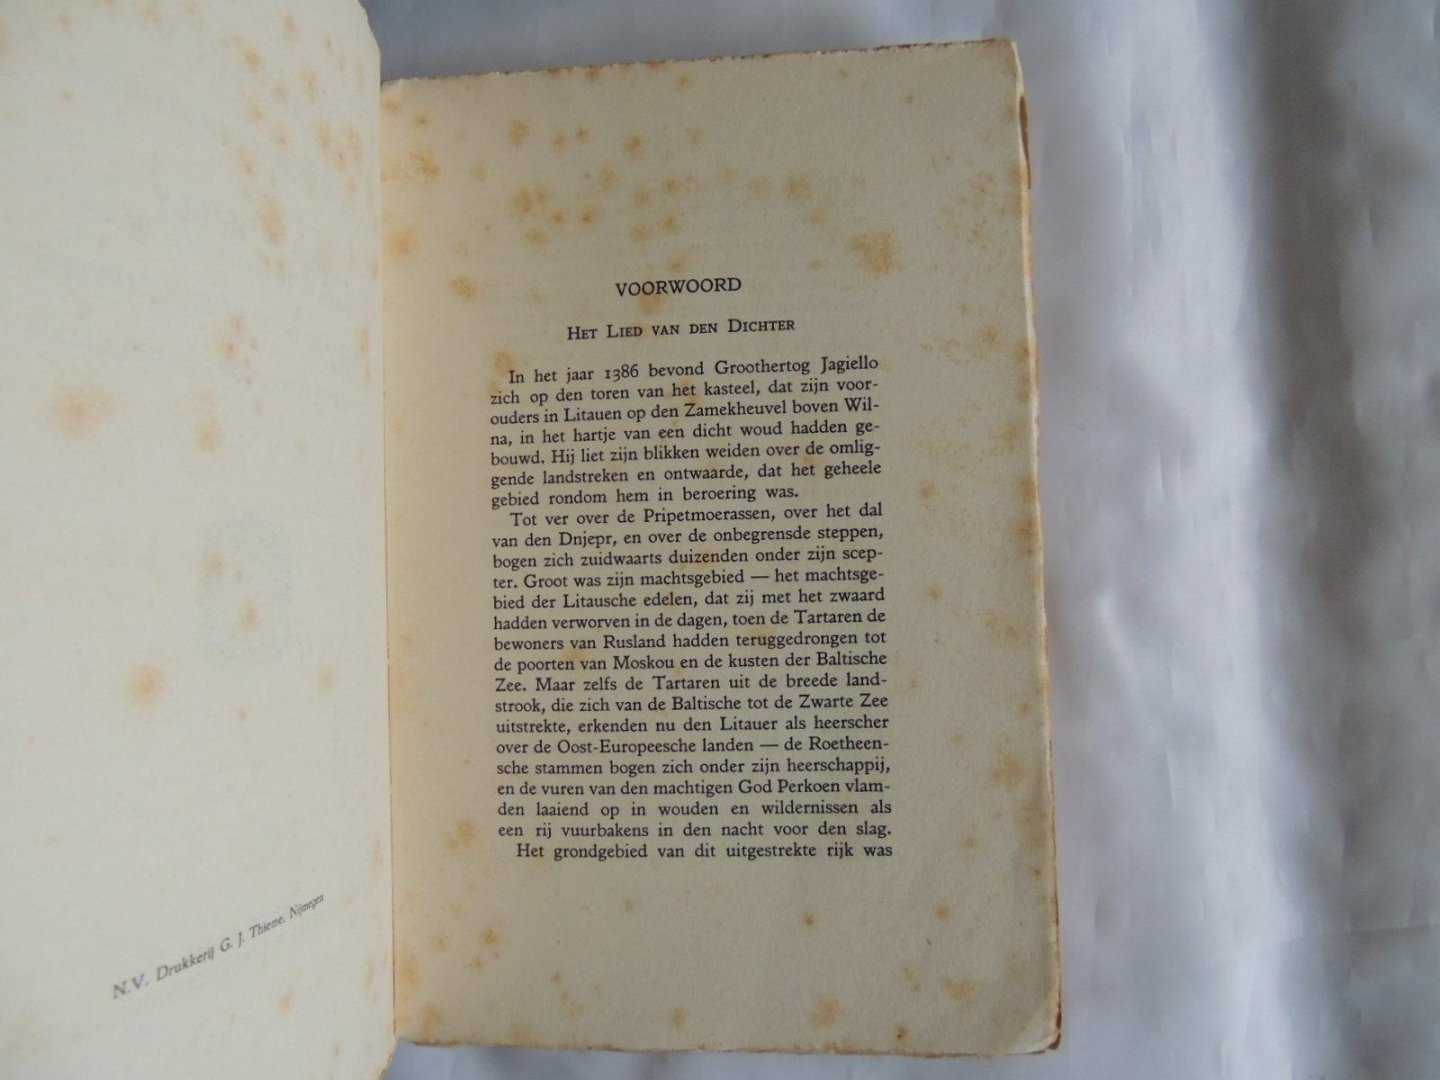 N.V. Drukkerij G. J. Thieme, Nijmegen
VOORWOORD
HET LIED VAN DEN DICHTER
In het jaar 1386 bevond Groothertog Jagiello
zich op den toren van het kasteel, dat zijn voor-
ouders in Litauen op den Zamekheuvel boven Wil-
na, in het hartje van een dicht woud hadden ge-
bouwd. Hij liet zijn blikken weiden over de omlig-
gende landstreken en ontwaarde, dat het geheele
gebied rondom hem in beroering was.
Tot ver over de Pripetmoerassen, over het dal
van den Dnjepr, en over de onbegrensde steppen,
bogen zich zuidwaarts duizenden onder zijn scep-
ter. Groot was zijn machtsgebied — het machtsge-
bied der Litausche edelen, dat zij met het zwaard
hadden verworven in de dagen, toen de Tartaren de
bewoners van Rusland hadden teruggedrongen tot
de poorten van Moskou en de kusten der Baltische
Zee. Maar zelfs de Tartaren uit de breede land-
strook, die zich van de Baltische tot de Zwarte Zee
uitstrekte, erkenden nu den Litauer als heerscher
over de Oost-Europeesche landen — de Roetheen-
sche stammen bogen zich onder zijn heerschappij,
en de vuren van den machtigen God Perkoen vlam-
den laaiend op in wouden en wildernissen als
een rij vuurbakens in den nacht voor den slag.
Het grondgebied van dit uitgestrekte rijk was